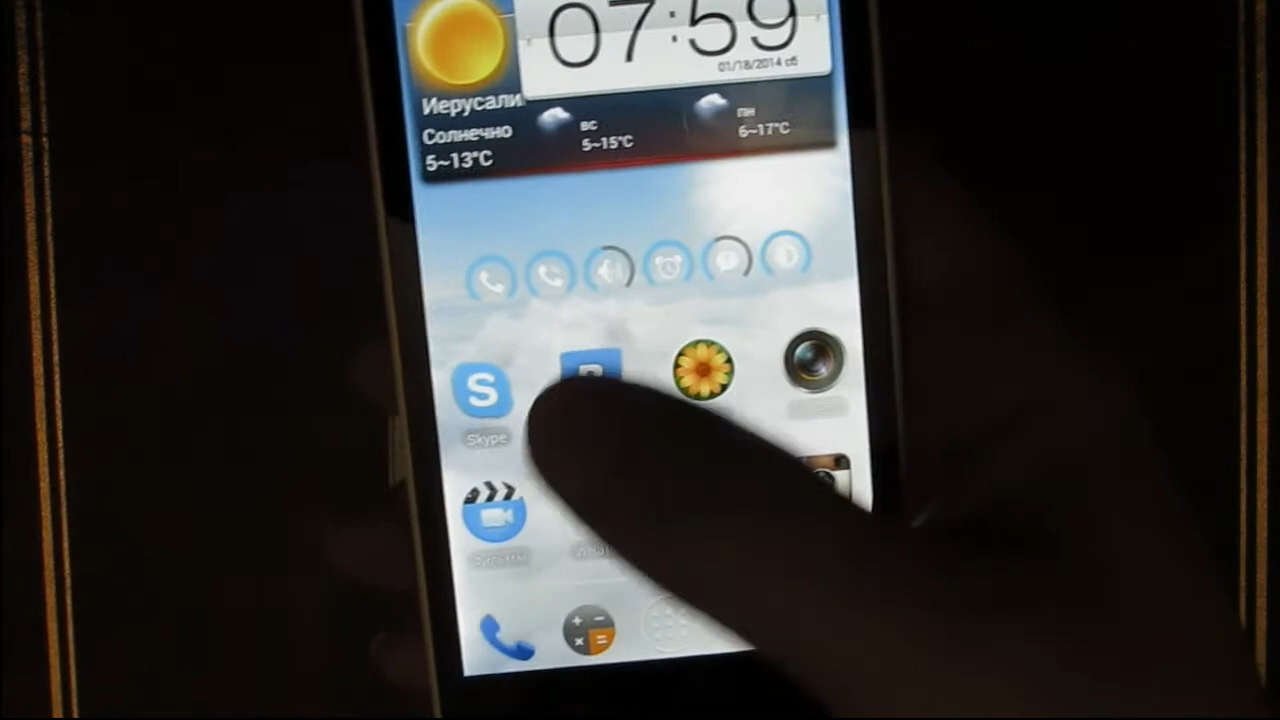 07:59
01/18/2014 сб
Иерусали
Солнечно
5~13°C
вс
5~15°C
пн
6~17°C
S
Skype